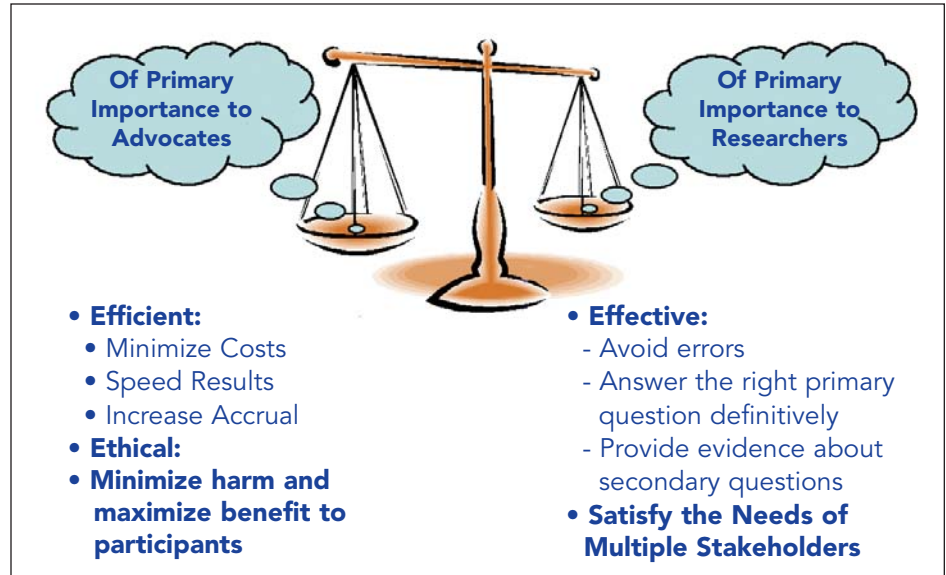 Of Primary
Importance to
Advocates
Of Primary
Importance to
Researchers
• Efficient:
• Minimize Costs
• Speed Results
• Increase Accrual
• Ethical:
• Minimize harm and
maximize benefit to
participants
• Effective:
- Avoid errors
- Answer the right primary
question definitively
- Provide evidence about
secondary questions
• Satisfy the Needs of
Multiple Stakeholders